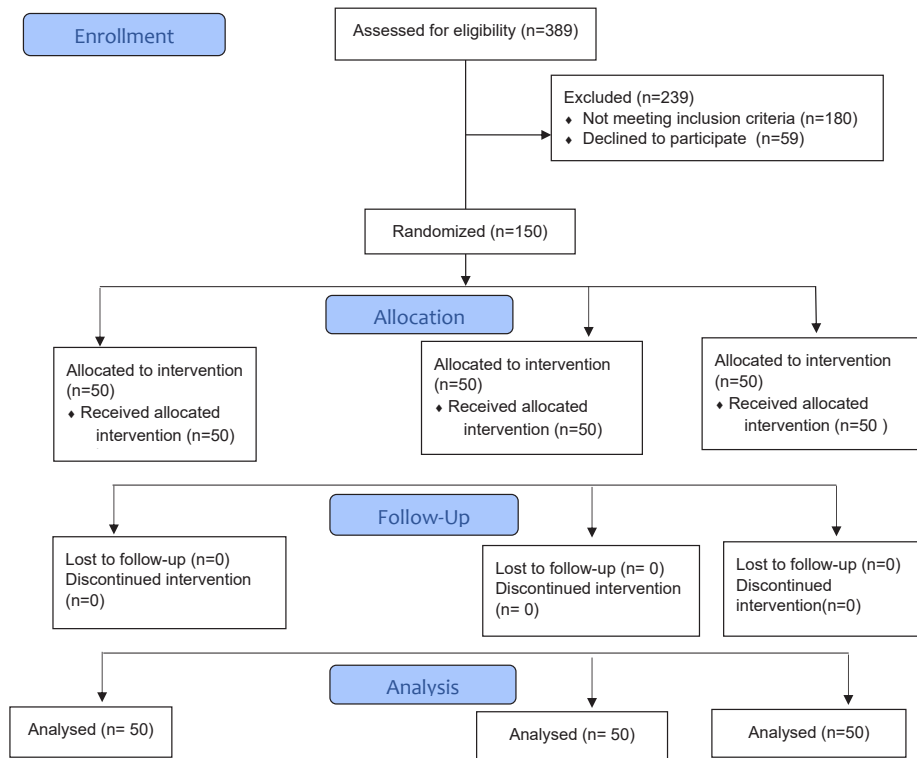 Enrollment
Assessed for eligibility (n=389)
Excluded (n=239)
♦ Not meeting inclusion criteria (n=180)
♦ Declined to participate (n=59)
Randomized (n=150)
Allocation
Allocated to intervention
(n=50)
♦ Received allocated
intervention (n=50)
Allocated to intervention
(n=50)
♦ Received allocated
intervention (n=50)
Allocated to intervention
(n=50)
♦ Received allocated
intervention (n=50 )
Follow-Up
Lost to follow-up (n=0)
Discontinued intervention
(n=0)
Lost to follow-up (n= 0)
Discontinued intervention
(n= 0)
Lost to follow-up (n=0)
Discontinued
intervention(n=0)
Analysis
Analysed (n= 50)
Analysed (n= 50)
Analysed (n=50)